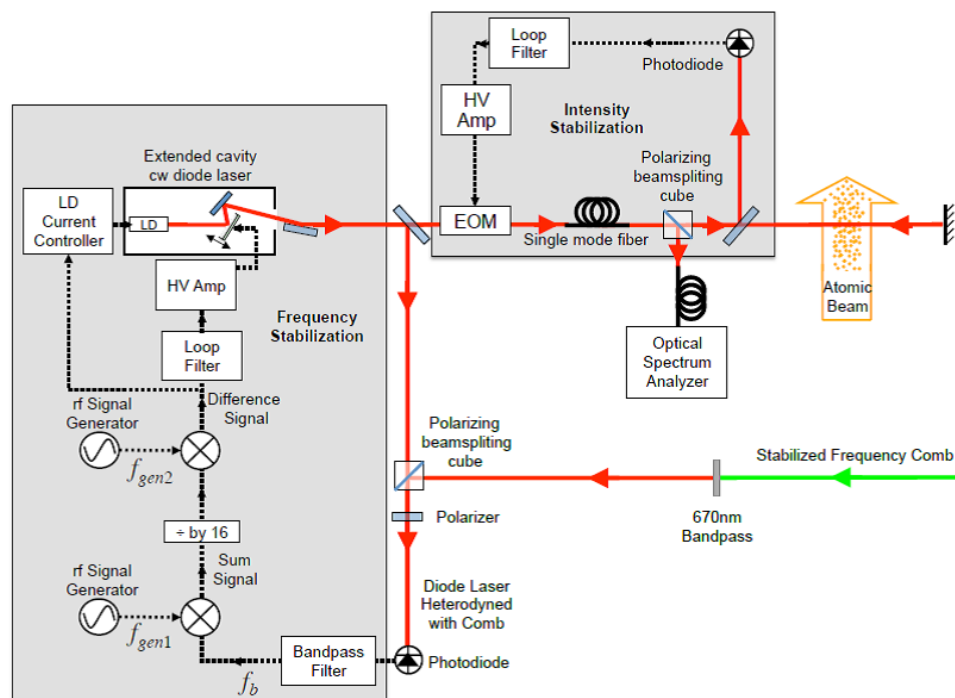 Loop
Filter
Photodiode
HV
Amp
Intensity
Stabilization
Polarizing
beamspliting
cube
Extended cavity
cw diode laser
LD
Current
Controller
LD
EOM
Single mode fiber
HV Amp
Frequency
Stabilization
Atomic
Beam
Loop
Filter
Optical
Spectrum
Analyzer
rf Signal
Generator
Difference
Signal
f_gen2
Polarizing
beamspliting
cube
Stabilized Frequency Comb
670nm
Bandpass
Polarizer
÷ by 16
Sum
Signal
rf Signal
Generator
f_gen1
Diode Laser
Heterodyned
with Comb
Bandpass
Filter
f_b
Photodiode